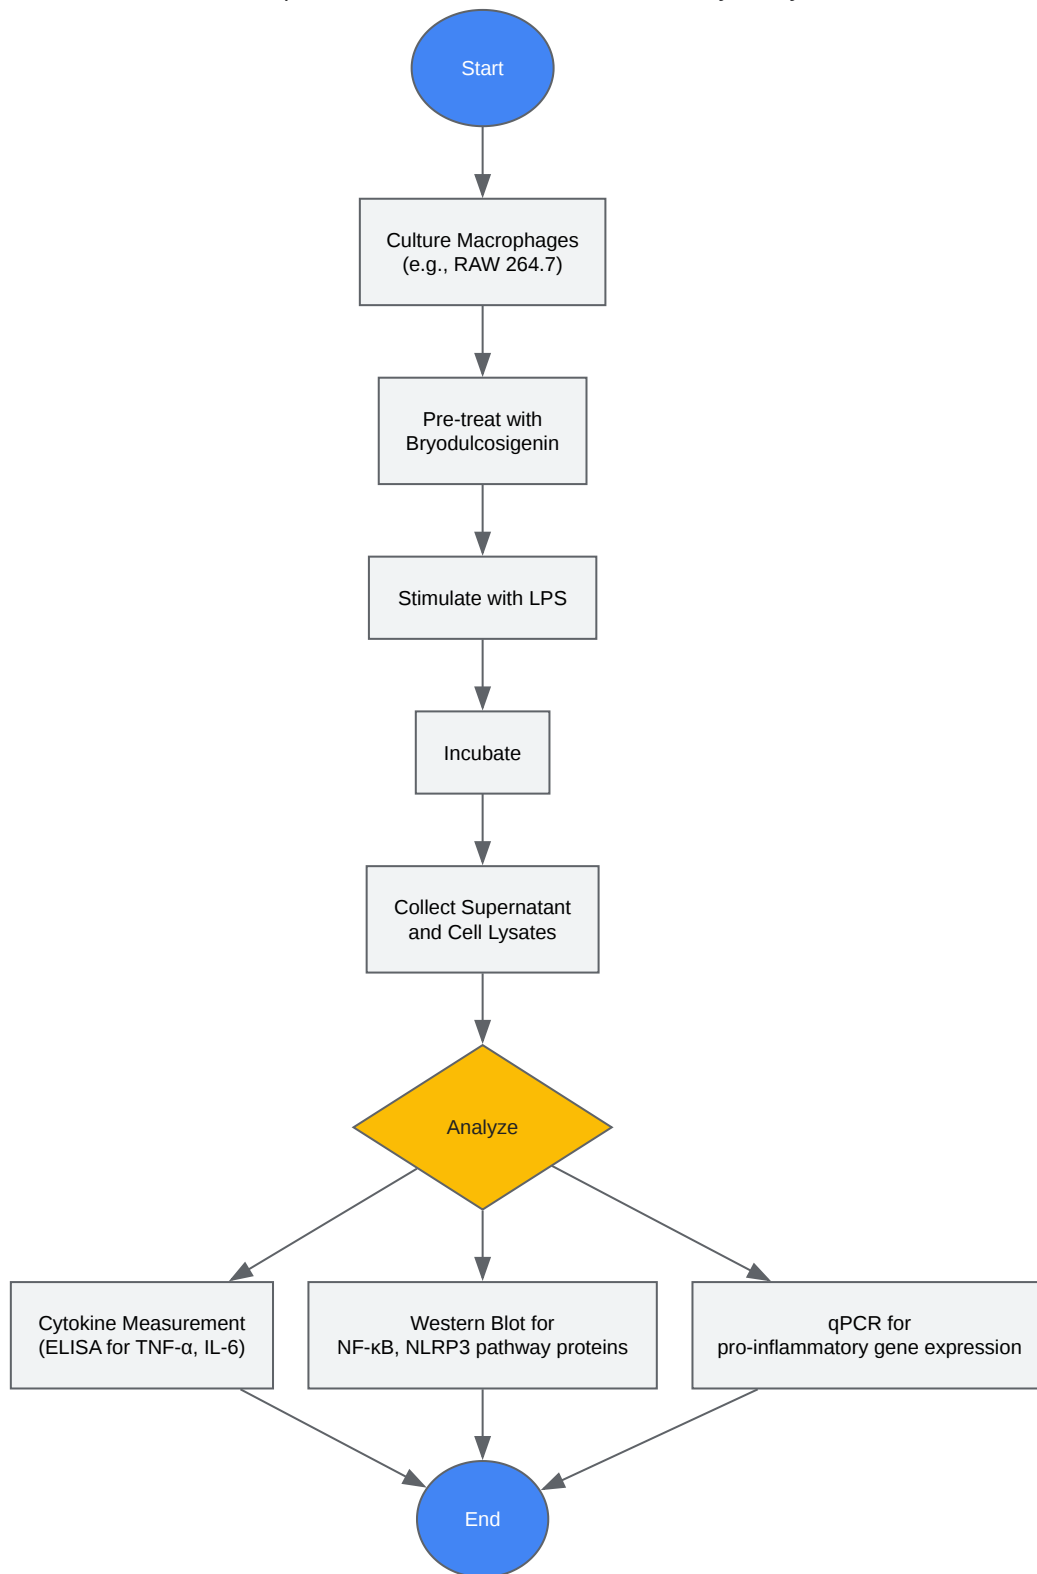 Start
Culture Macrophages
(e.g., RAW 264.7)
Pre-treat with
Bryodulcosigenin
Stimulate with LPS
Incubate
Collect Supernatant
and Cell Lysates
Analyze
Cytokine Measurement
(ELISA for TNF-α, IL-6)
Western Blot for
NF-κB, NLRP3 pathway proteins
qPCR for
pro-inflammatory gene expression
End